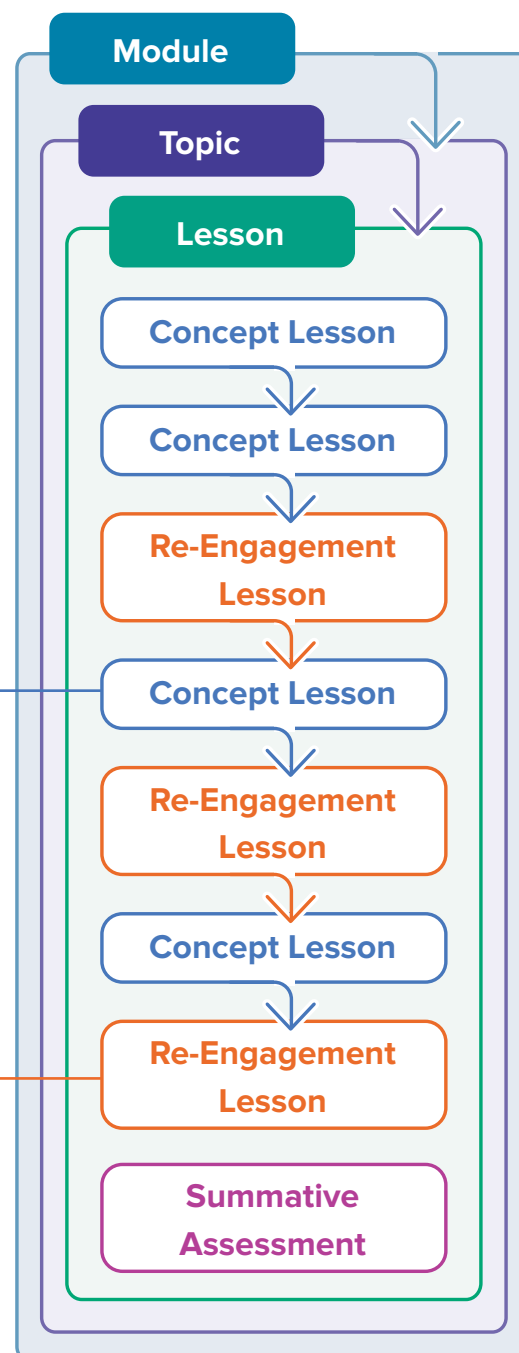 Module
Topic
Lesson
Concept Lesson
Concept Lesson
Re-Engagement
Lesson
Concept Lesson
Re-Engagement
Lesson
Concept Lesson
Re-Engagement
Lesson
Summative
Assessment